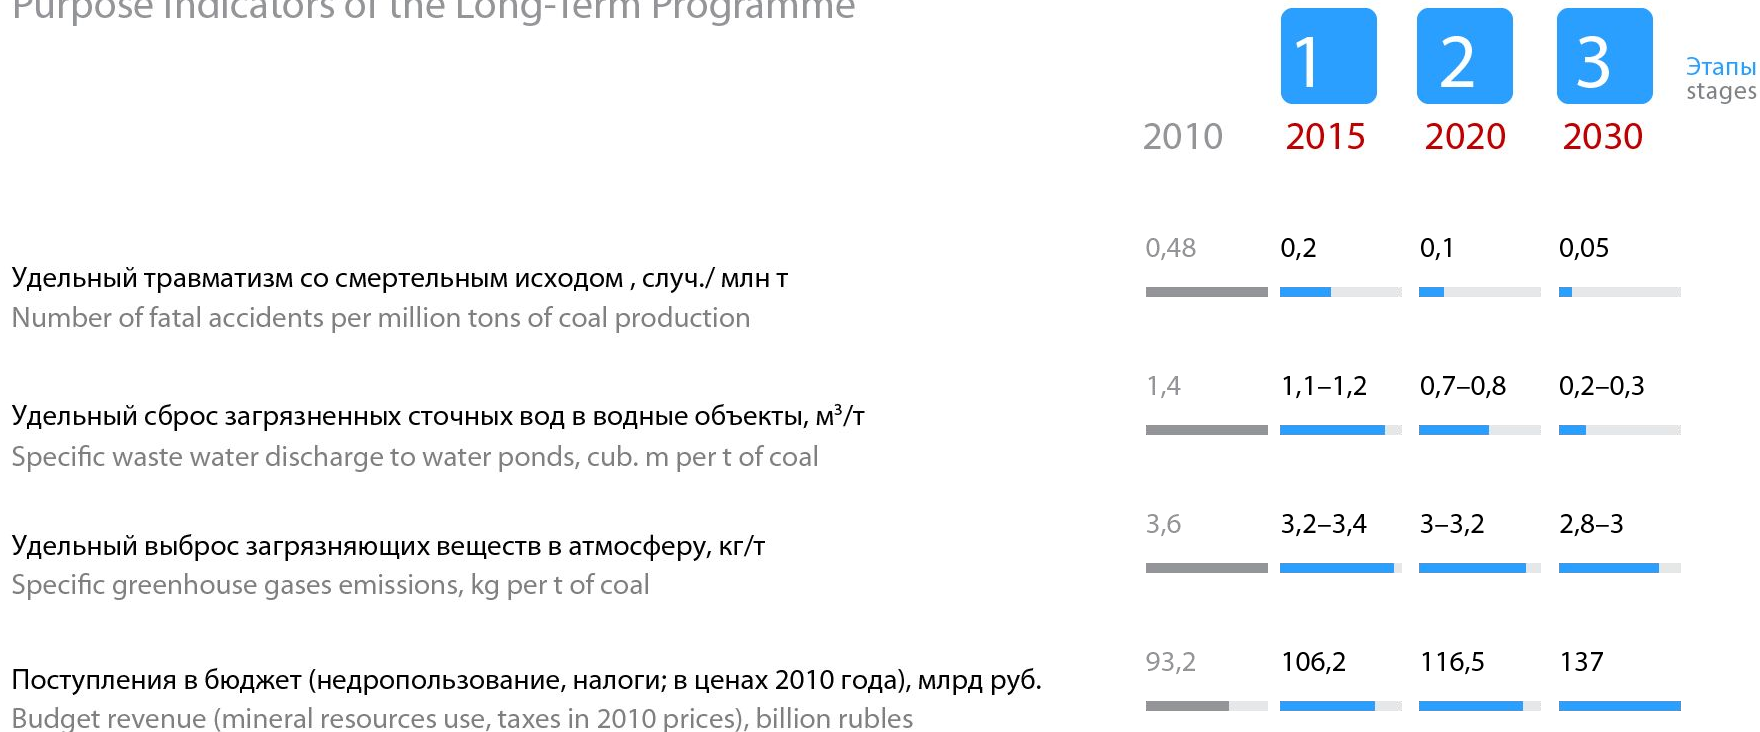 Purpose Indicators of the Long-Term Programme
1 2 3
Этапы
stages
2010 2015 2020 2030
0,48 0,2 0,1 0,05
Удельный травматизм со смертельным исходом , случ./ млн т
Number of fatal accidents per million tons of coal production
1,4 1,1–1,2 0,7–0,8 0,2–0,3
Удельный сброс загрязненных сточных вод в водные объекты, м³/т
Specific waste water discharge to water ponds, cub. m per t of coal
3,6 3,2–3,4 3–3,2 2,8–3
Удельный выброс загрязняющих веществ в атмосферу, кг/т
Specific greenhouse gases emissions, kg per t of coal
93,2 106,2 116,5 137
Поступления в бюджет (недропользование, налоги; в ценах 2010 года), млрд руб.
Budget revenue (mineral resources use, taxes in 2010 prices), billion rubles